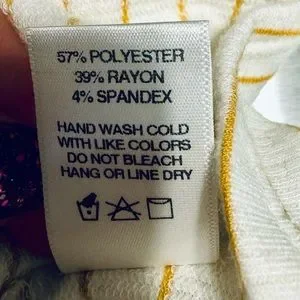 57% POLYESTER
39% RAYON
4% SPANDEX
HAND WASH COLD
WITH LIKE COLORS
DO NOT BLEACH
HANG OR LINE DRY